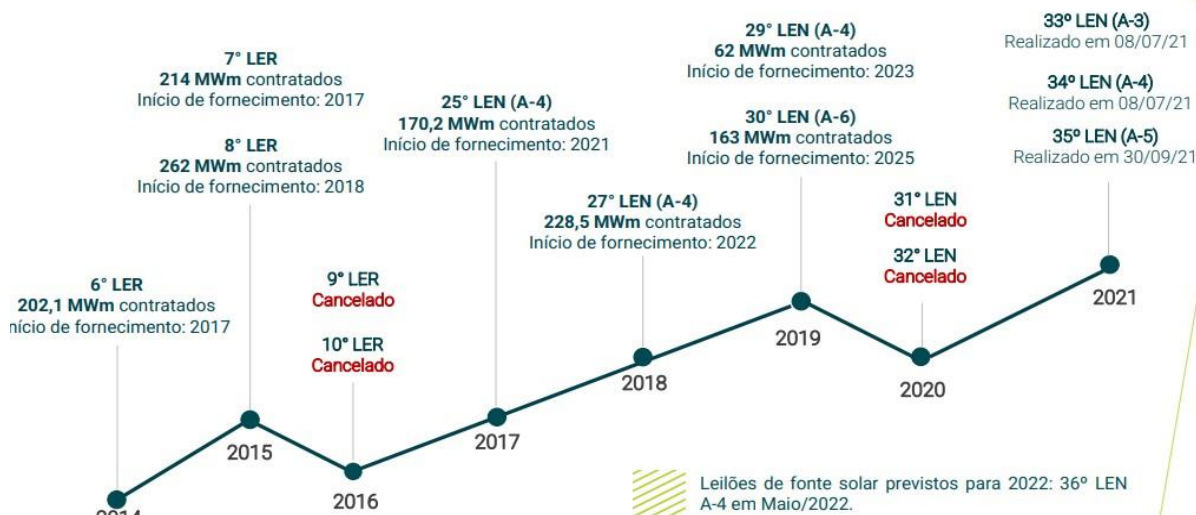 6° LER
202,1 MWm contratados
nício de fornecimento: 2017
2014
7° LER
214 MWm contratados
Início de fornecimento: 2017
8° LER
262 MWm contratados
Início de fornecimento: 2018
2015
9° LER
Cancelado
10° LER
Cancelado
2016
25° LEN (A-4)
170,2 MWm contratados
Início de fornecimento: 2021
2017
27° LEN (A-4)
228,5 MWm contratados
Início de fornecimento: 2022
2018
29° LEN (A-4)
62 MWm contratados
Início de fornecimento: 2023
30° LEN (A-6)
163 MWm contratados
Início de fornecimento: 2025
2019
31° LEN
Cancelado
32° LEN
Cancelado
2020
33º LEN (A-3)
Realizado em 08/07/21
34º LEN (A-4)
Realizado em 08/07/21
35º LEN (A-5)
Realizado em 30/09/21
2021
Leilões de fonte solar previstos para 2022: 36º LEN
A-4 em Maio/2022.